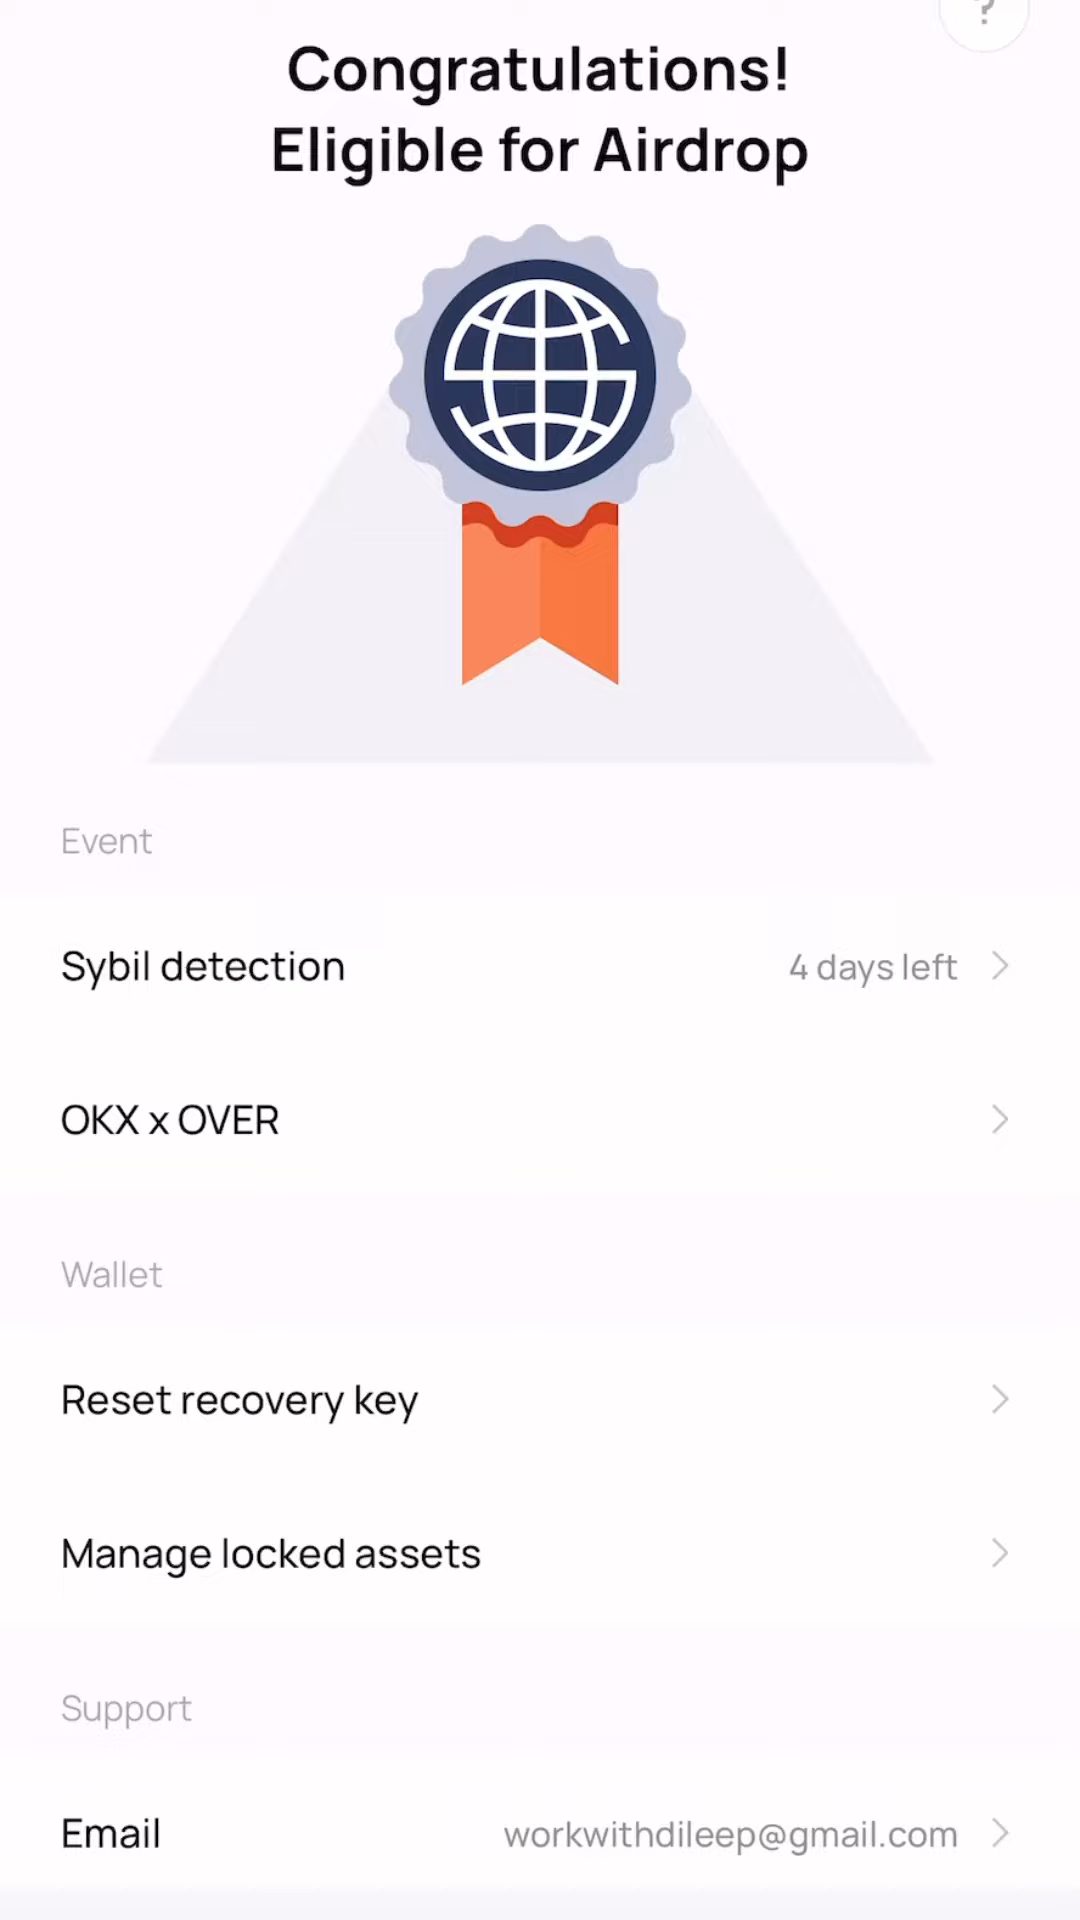 ?
Congratulations!
Eligible for Airdrop
Event
Sybil detection 4 days left
OKX x OVER
Wallet
Reset recovery key
Manage locked assets
Support
Email workwithdileep@gmail.com